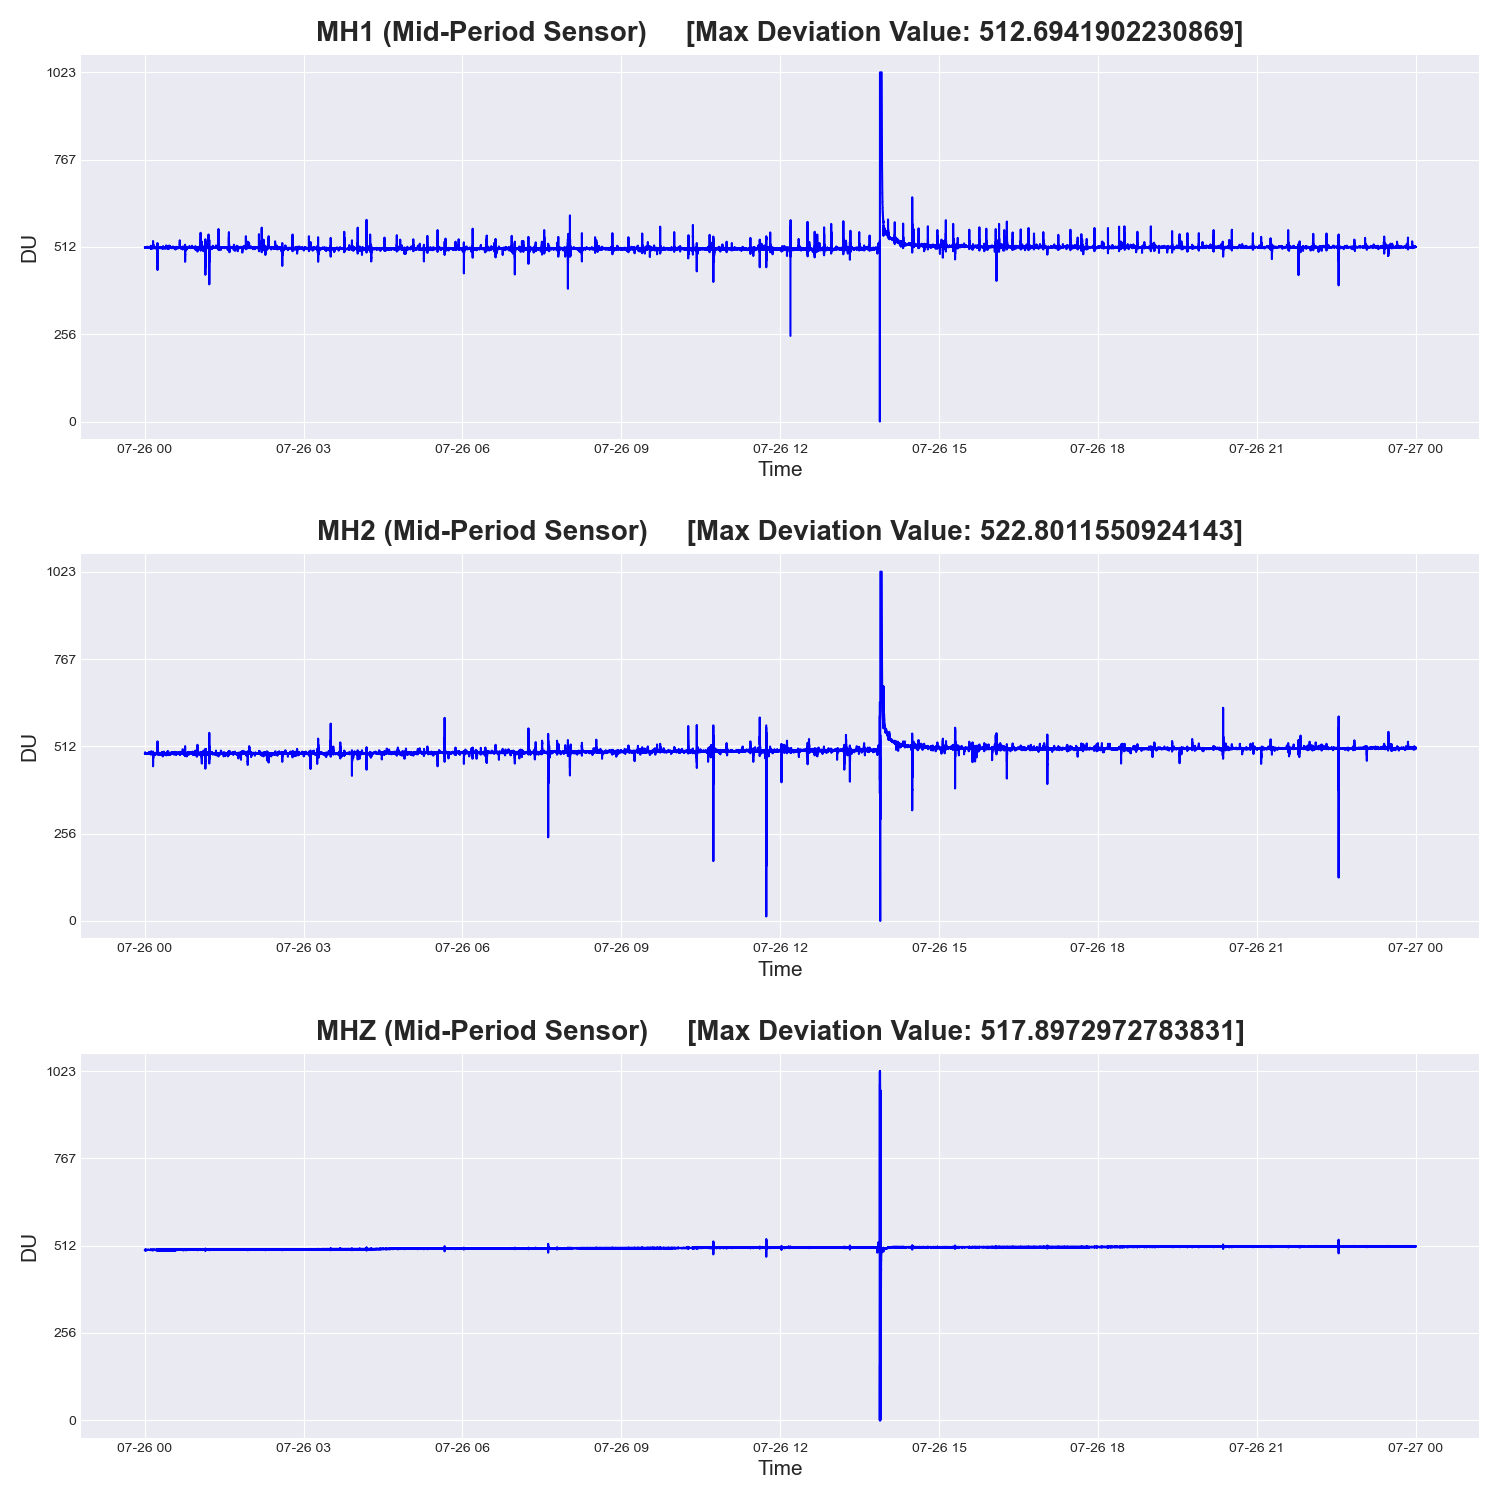 MH1 (Mid-Period Sensor) [Max Deviation Value: 512.6941902230869]
1023
767
512
256
0
DU
07-26 00 07-26 03 07-26 06 07-26 09 07-26 12 07-26 15 07-26 18 07-26 21 07-27 00
Time
MH2 (Mid-Period Sensor) [Max Deviation Value: 522.8011550924143]
1023
767
512
256
0
DU
07-26 00 07-26 03 07-26 06 07-26 09 07-26 12 07-26 15 07-26 18 07-26 21 07-27 00
Time
MHZ (Mid-Period Sensor) [Max Deviation Value: 517.8972972783831]
1023
767
512
256
0
DU
07-26 00 07-26 03 07-26 06 07-26 09 07-26 12 07-26 15 07-26 18 07-26 21 07-27 00
Time